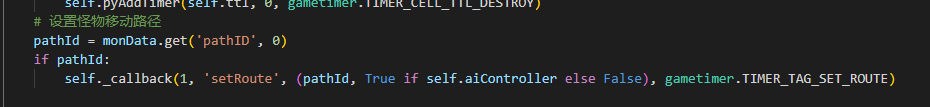 self.pyAddTimer(self.ttl, 0, gametimer.TIMER_CELL_TTL_DESTROY)
# 设置怪物移动路径
pathId = monData.get('pathID', 0)
if pathId:
self._callback(1, 'setRoute', (pathId, True if self.aiController else False), gametimer.TIMER_TAG_SET_ROUTE)